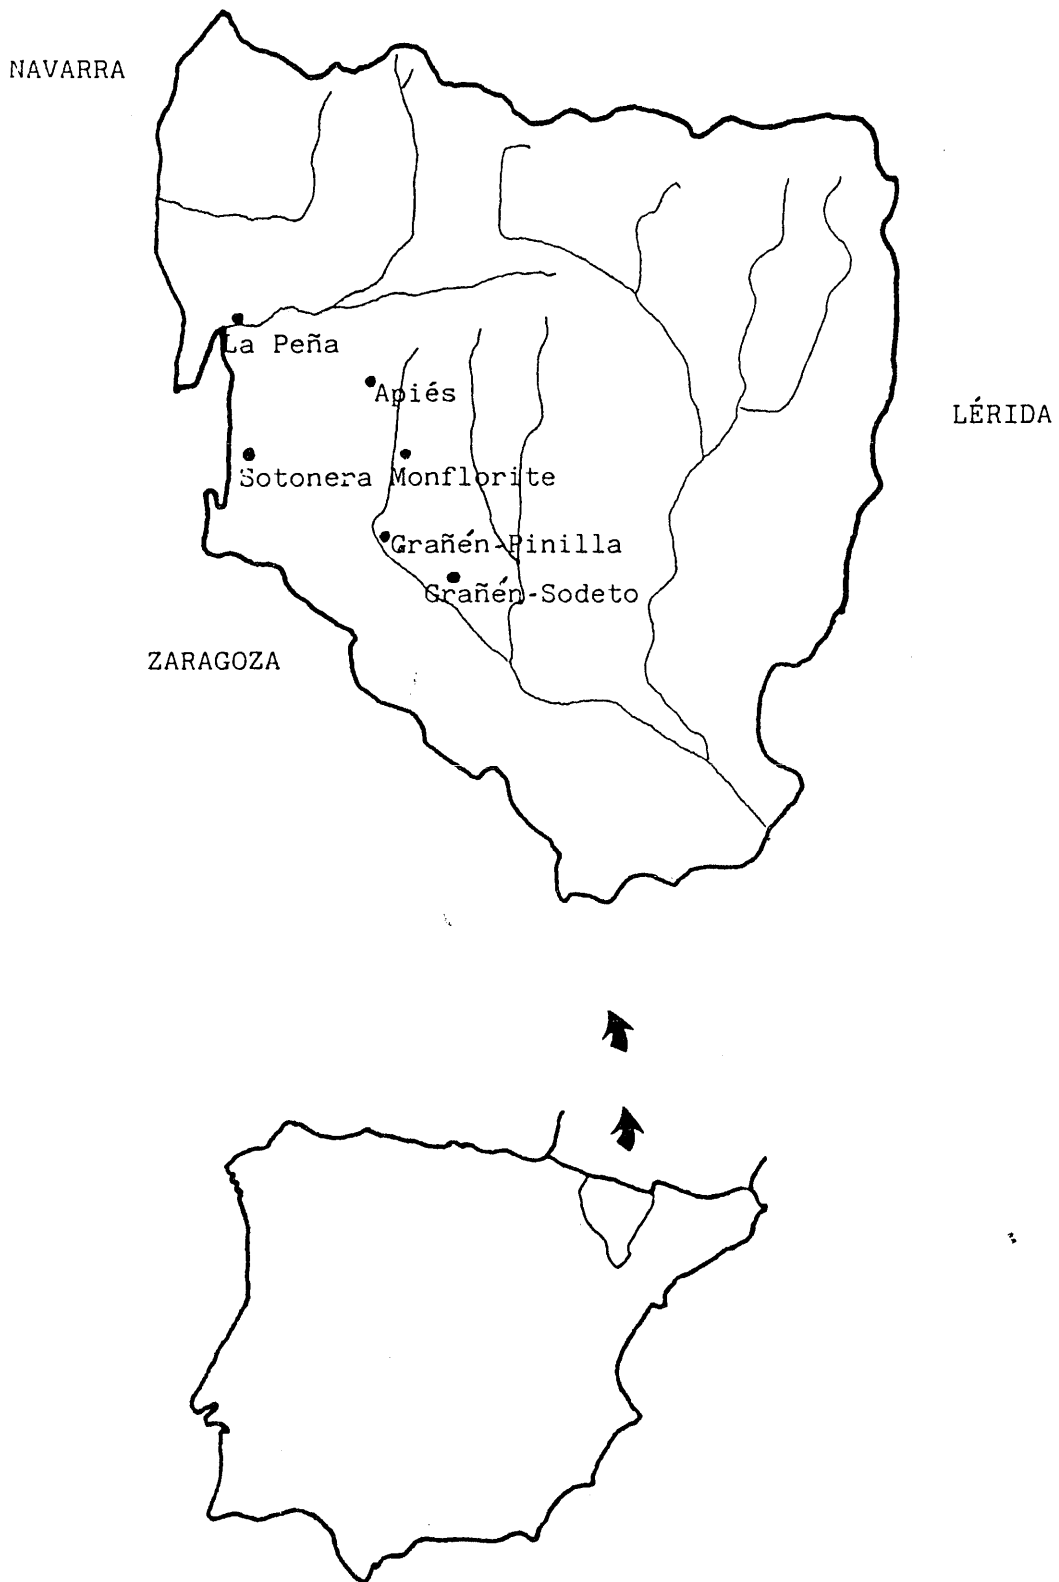 NAVARRA
La Peña
Apiés
LÉRIDA
Sotonera Monflorite
Grañén-Pinilla
Grañén-Sodeto
ZARAGOZA